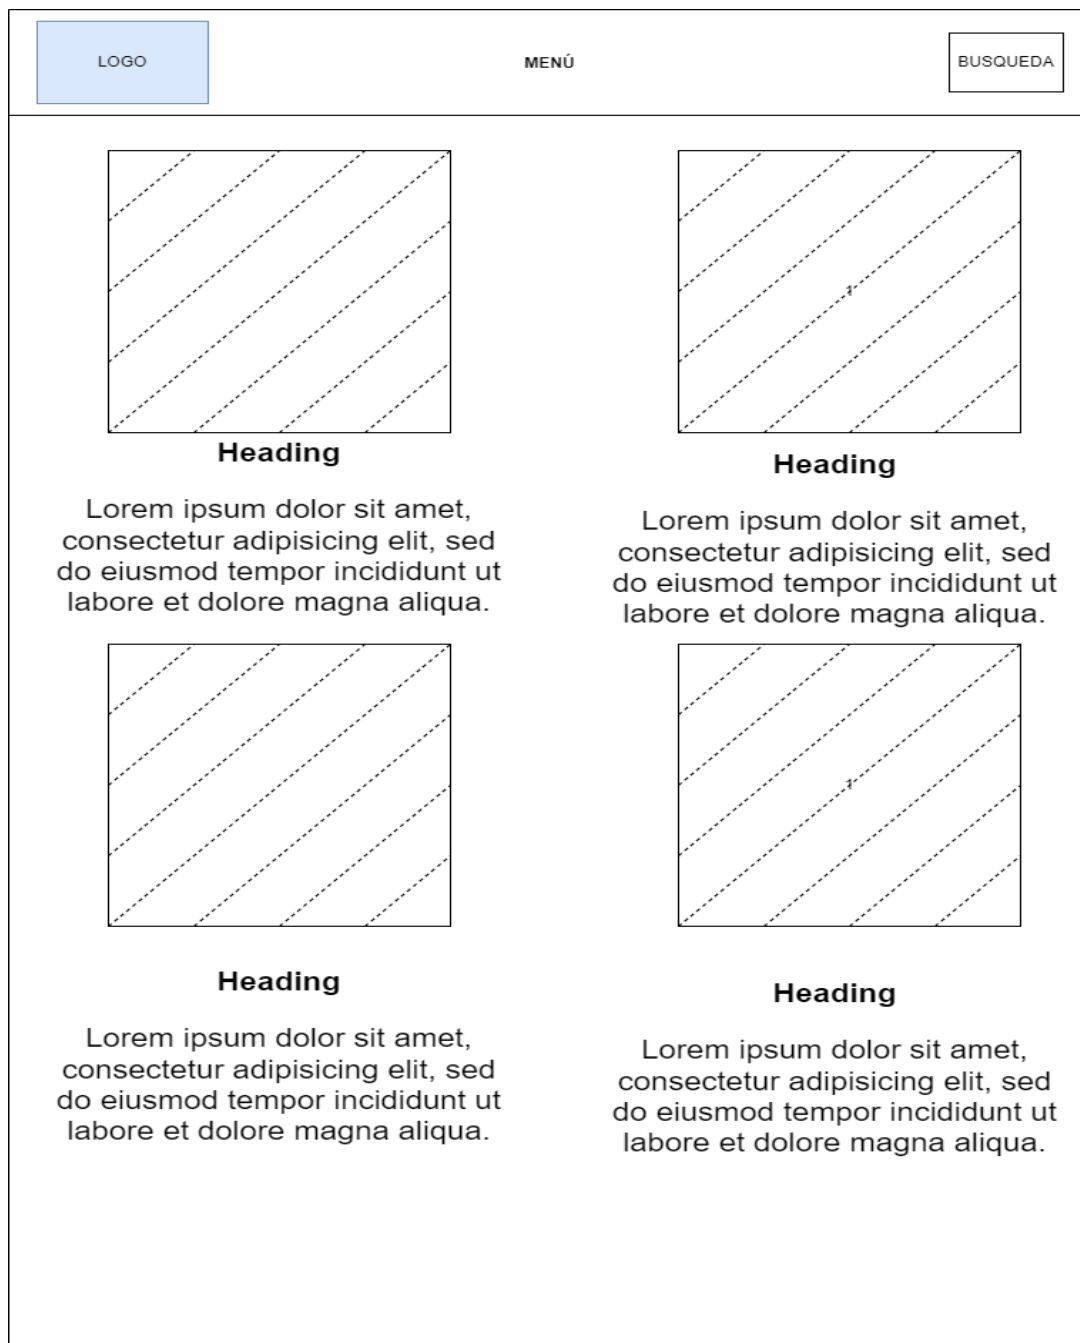 LOGO
MENÚ
BUSQUEDA
1
Heading
Lorem ipsum dolor sit amet,
consectetur adipisicing elit, sed
do eiusmod tempor incididunt ut
labore et dolore magna aliqua.
Heading
Lorem ipsum dolor sit amet,
consectetur adipisicing elit, sed
do eiusmod tempor incididunt ut
labore et dolore magna aliqua.
1
Heading
Lorem ipsum dolor sit amet,
consectetur adipisicing elit, sed
do eiusmod tempor incididunt ut
labore et dolore magna aliqua.
Heading
Lorem ipsum dolor sit amet,
consectetur adipisicing elit, sed
do eiusmod tempor incididunt ut
labore et dolore magna aliqua.